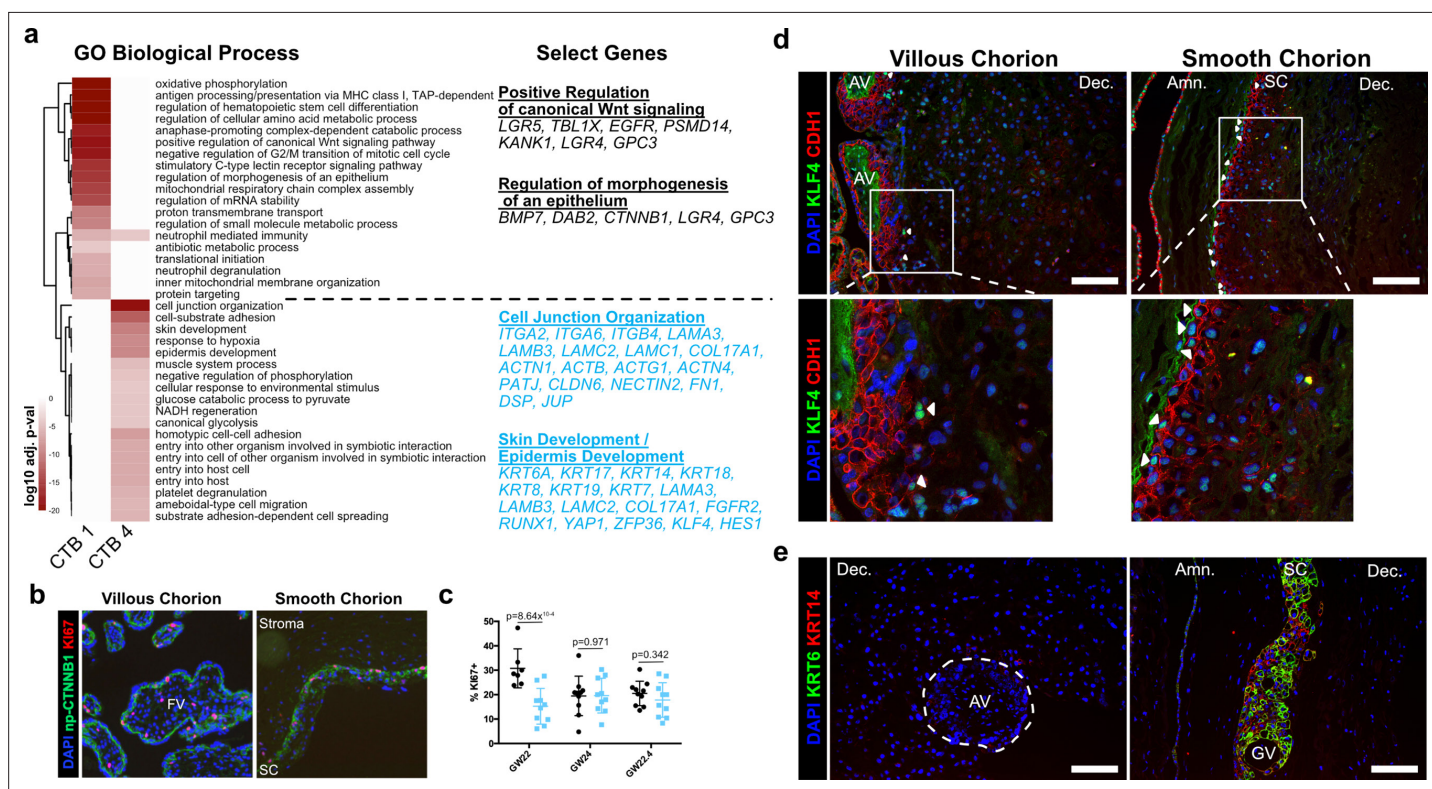 a
GO Biological Process
oxidative phosphorylation
antigen processing/presentation via MHC class I, TAP-dependent
regulation of hematopoietic stem cell differentiation
regulation of cellular amino acid metabolic process
anaphase-promoting complex-dependent catabolic process
positive regulation of canonical Wnt signaling pathway
negative regulation of G2/M transition of mitotic cell cycle
stimulatory C-type lectin receptor signaling pathway
regulation of morphogenesis of an epithelium
mitochondrial respiratory chain complex assembly
regulation of mRNA stability
proton transmembrane transport
regulation of small molecule metabolic process
neutrophil mediated immunity
antibiotic metabolic process
translational initiation
neutrophil degranulation
inner mitochondrial membrane organization
protein targeting
cell junction organization
cell-substrate adhesion
skin development
response to hypoxia
epidermis development
muscle system process
negative regulation of phosphorylation
cellular response to environmental stimulus
glucose catabolic process to pyruvate
NADH regeneration
canonical glycolysis
homotypic cell-cell adhesion
entry into other organism involved in symbiotic interaction
entry into cell of other organism involved in symbiotic interaction
entry into host cell
entry into host
platelet degranulation
ameboidal-type cell migration
substrate adhesion-dependent cell spreading
log10 adj. p-val
0
-5
-10
-15
-20
CTB 1
CTB 4
Select Genes
Positive Regulation
of canonical Wnt signaling
LGR5, TBL1X, EGFR, PSMD14,
KANK1, LGR4, GPC3
Regulation of morphogenesis
of an epithelium
BMP7, DAB2, CTNNB1, LGR4, GPC3
Cell Junction Organization
ITGA2, ITGA6, ITGB4, LAMA3,
LAMB3, LAMC2, LAMC1, COL17A1,
ACTN1, ACTB, ACTG1, ACTN4,
PATJ, CLDN6, NECTIN2, FN1,
DSP, JUP
Skin Development /
Epidermis Development
KRT6A, KRT17, KRT14, KRT18,
KRT8, KRT19, KRT7, LAMA3,
LAMB3, LAMC2, COL17A1, FGFR2,
RUNX1, YAP1, ZFP36, KLF4, HES1
b
Villous Chorion
Smooth Chorion
DAPI np-CTNNB1 Ki67
FV
Stroma
SC
c
% Ki67+
50
40
30
20
10
0
p=8.64x10-4
p=0.971
p=0.342
GW22
GW24
GW22.4
d
Villous Chorion
Smooth Chorion
DAPI KLF4 CDH1
AV
Dec.
AV
Amn.
SC
Dec.
e
DAPI KRT6 KRT14
Dec.
AV
Amn.
SC
Dec.
GV